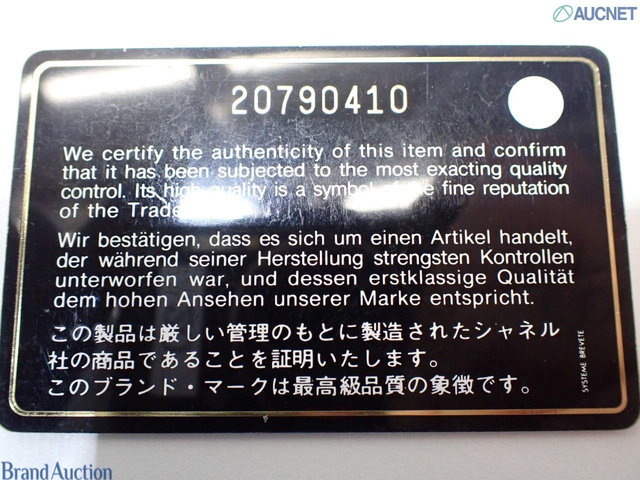 AUCNET
20790410
We certify the authenticity of this item and confirm
that it has been subjected to the most exacting quality
control. Its high quality is a symbol of the fine reputation
of the Trade
Wir bestätigen, dass es sich um einen Artikel handelt,
der während seiner Herstellung strengsten Kontrollen
unterworfen war, und dessen erstklassige Qualität
dem hohen Ansehen unserer Marke entspricht.
この製品は厳しい管理のもとに製造されたシャネル
社の商品であることを証明いたします。
このブランド・マークは最高級品質の象徴です。
SYSTEME BREVETE
Brand Auction